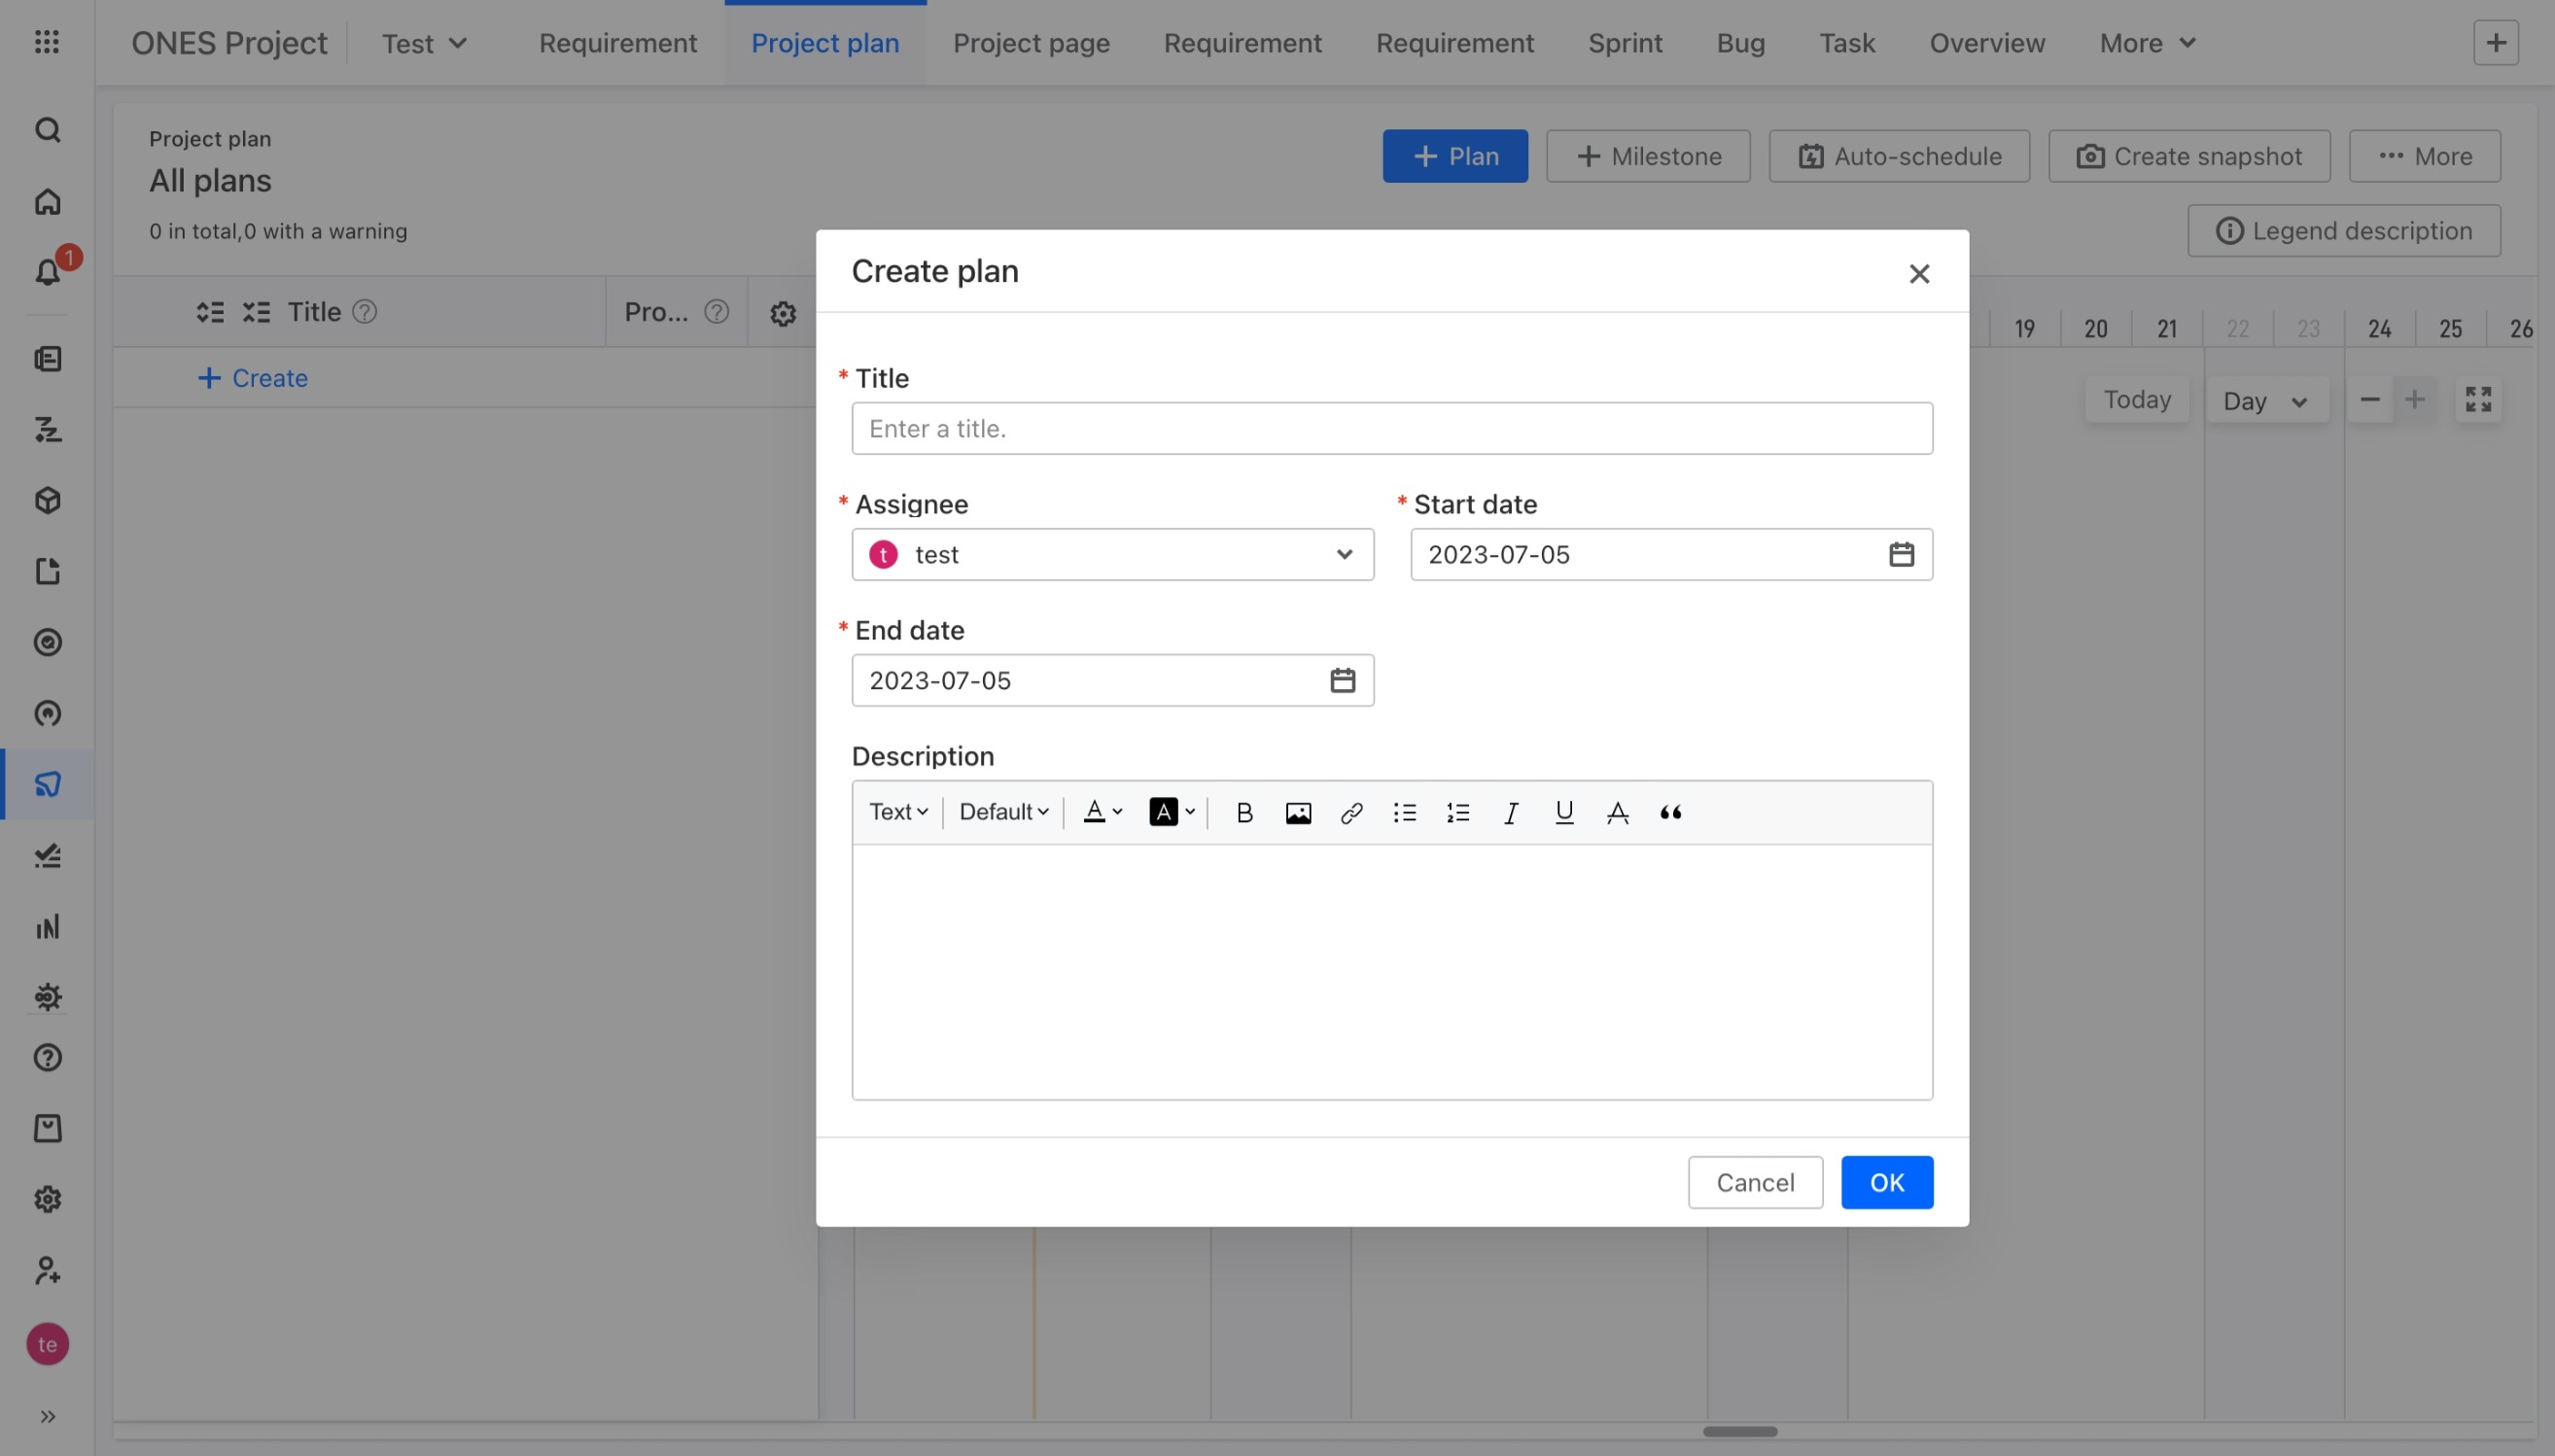 ONES Project Test Requirement Project plan Project page Requirement Requirement Sprint Bug Task Overview More
Project plan
All plans
0 in total,0 with a warning
Plan Milestone Auto-schedule Create snapshot More
Legend description
1
Title Pro...
19 20 21 22 23 24 25 26
Create
Today Day
Create plan
* Title
Enter a title.
* Assignee * Start date
t test 2023-07-05
* End date
2023-07-05
Description
Text Default A A B I U A
Cancel OK
te